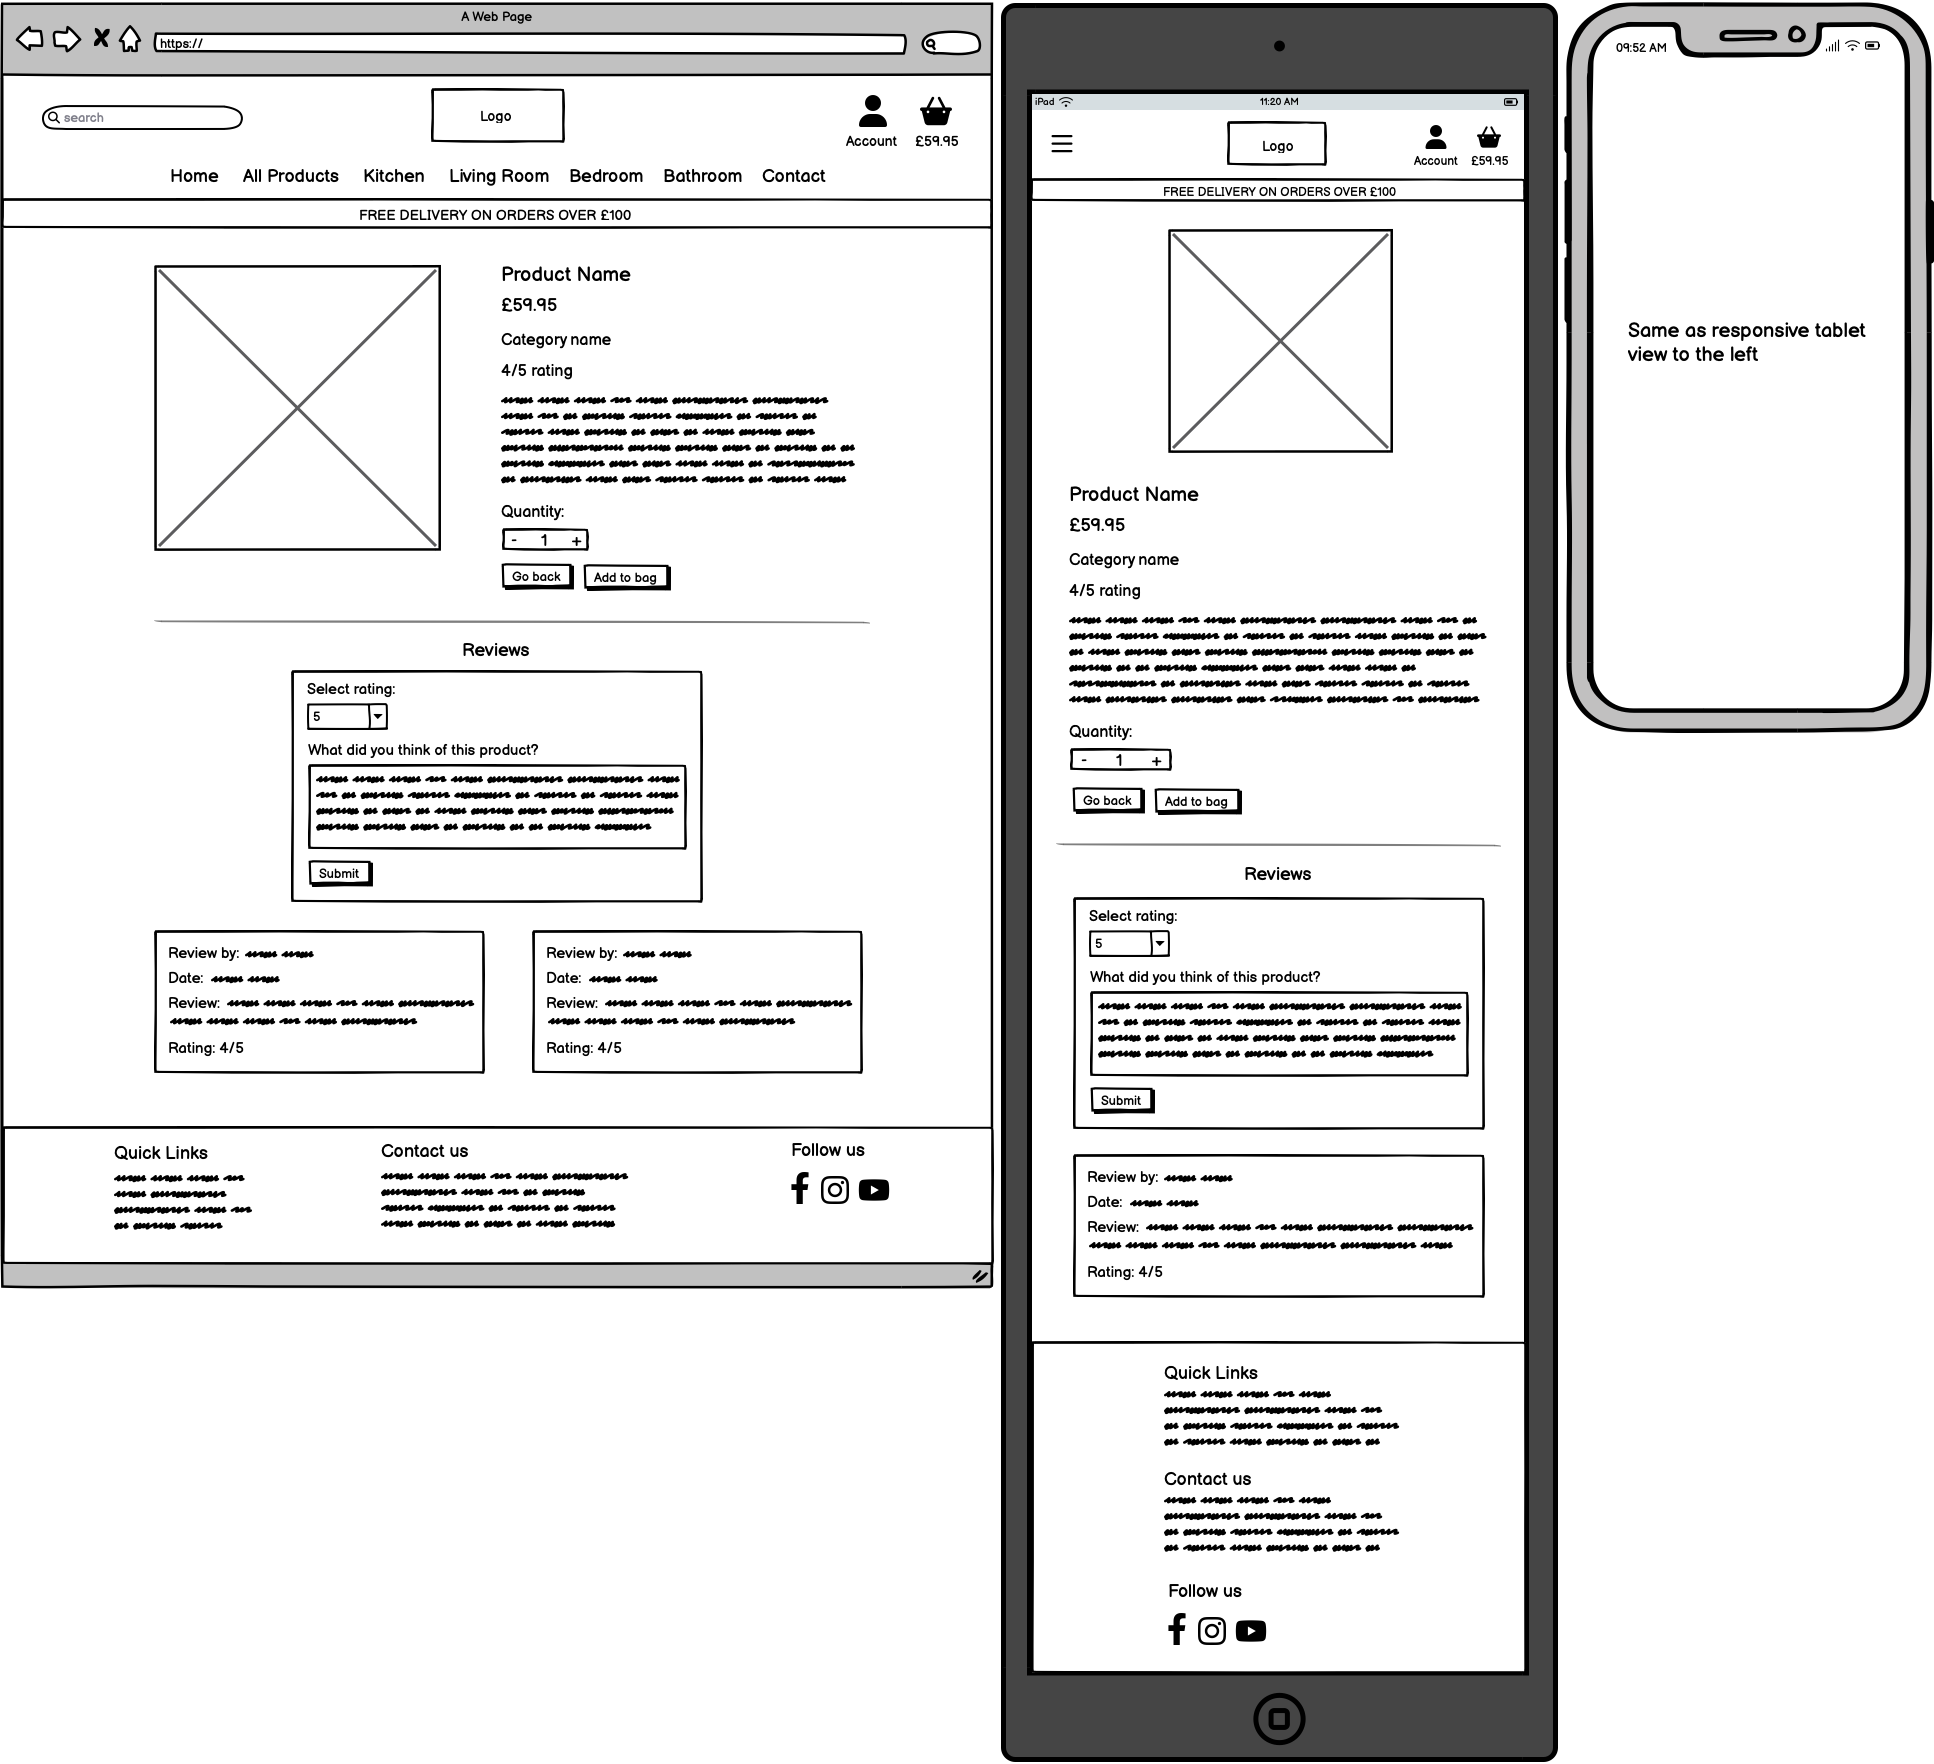 A Web Page
https://
search
Logo
Account
£59.95
Home All Products Kitchen Living Room Bedroom Bathroom Contact
FREE DELIVERY ON ORDERS OVER £100
Product Name
£59.95
Category name
4/5 rating
Quantity:
- 1 +
Go back Add to bag
Reviews
Select rating:
5
What did you think of this product?
Submit
Review by:
Date:
Review:
Rating: 4/5
Review by:
Date:
Review:
Rating: 4/5
Quick Links
Contact us
Follow us
iPad 11:20 AM
Logo
Account
£59.95
FREE DELIVERY ON ORDERS OVER £100
Product Name
£59.95
Category name
4/5 rating
Quantity:
- 1 +
Go back Add to bag
Reviews
Select rating:
5
What did you think of this product?
Submit
Review by:
Date:
Review:
Rating: 4/5
Quick Links
Contact us
Follow us
09:52 AM
Same as responsive tablet
view to the left